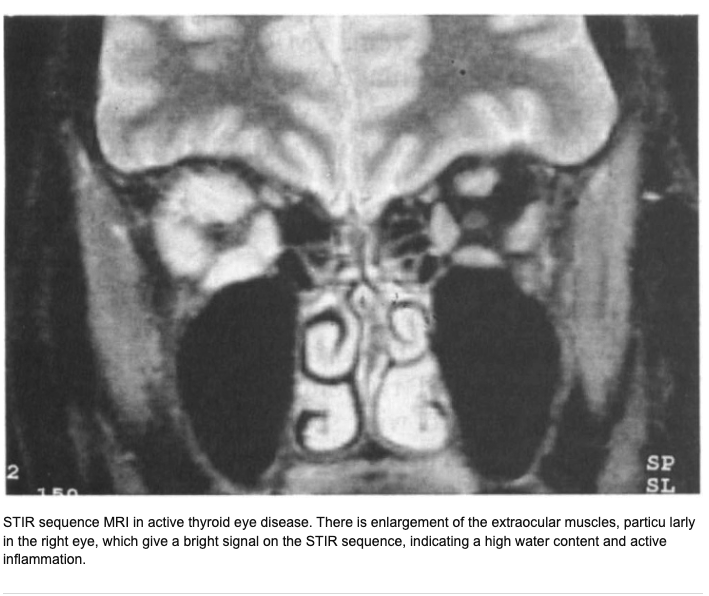 2
SP
SL
STIR sequence MRI in active thyroid eye disease. There is enlargement of the extraocular muscles, particu larly
in the right eye, which give a bright signal on the STIR sequence, indicating a high water content and active
inflammation.